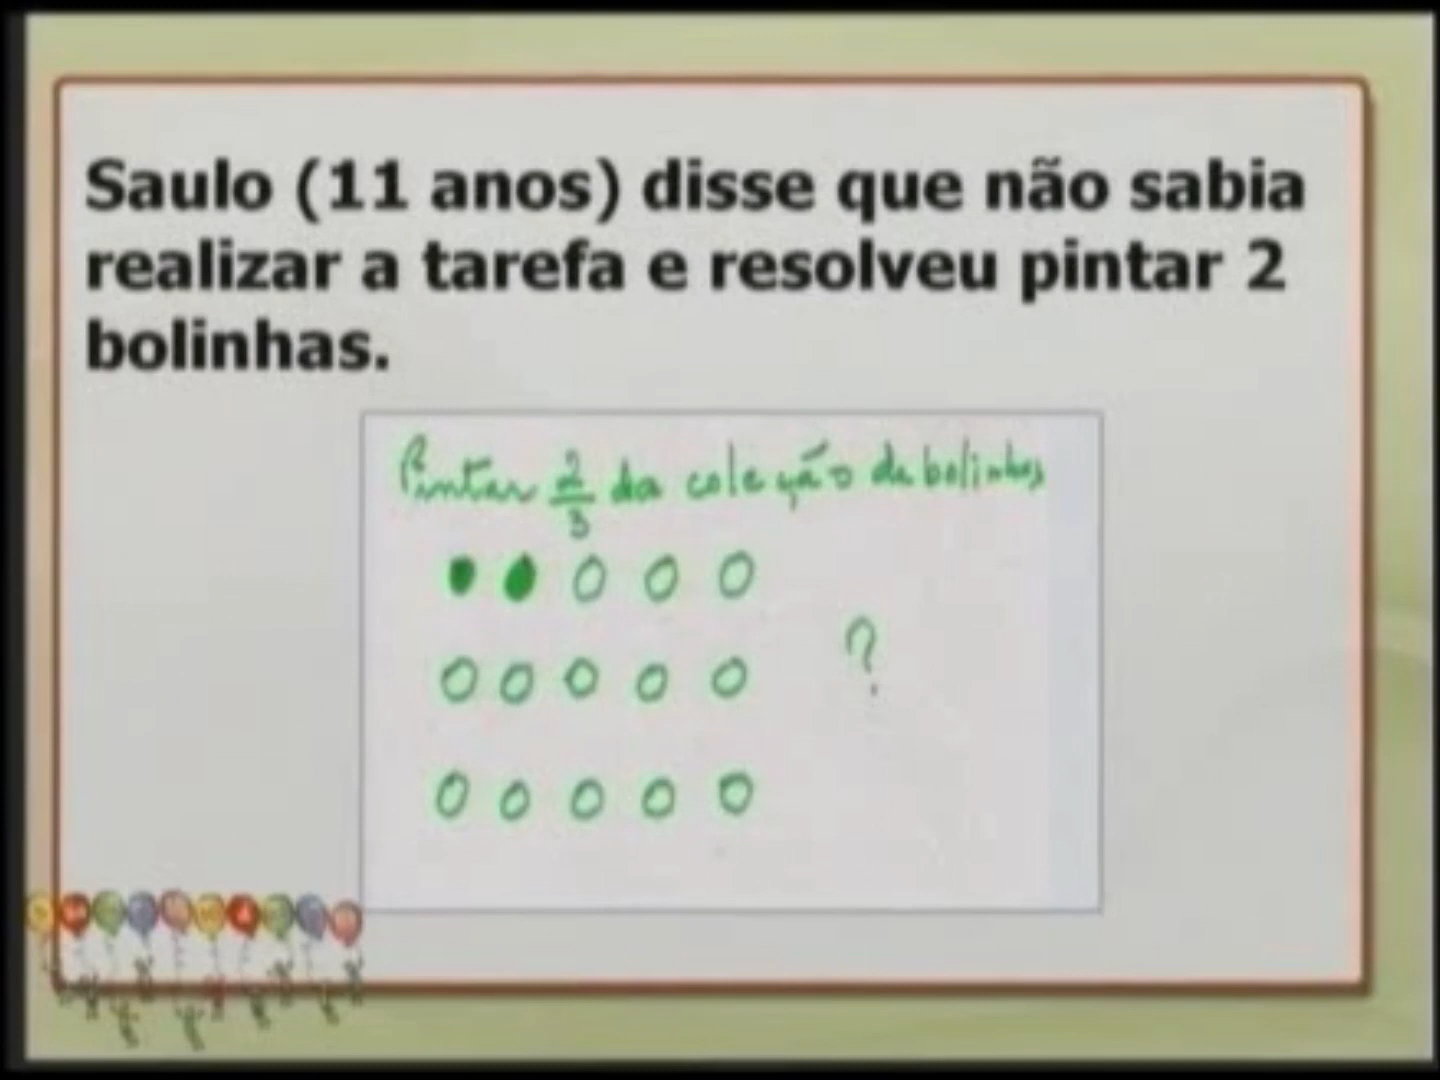 Saulo (11 anos) disse que não sabia
realizar a tarefa e resolveu pintar 2
bolinhas.
Pintar 2/3 da coleção de bolinhas
?